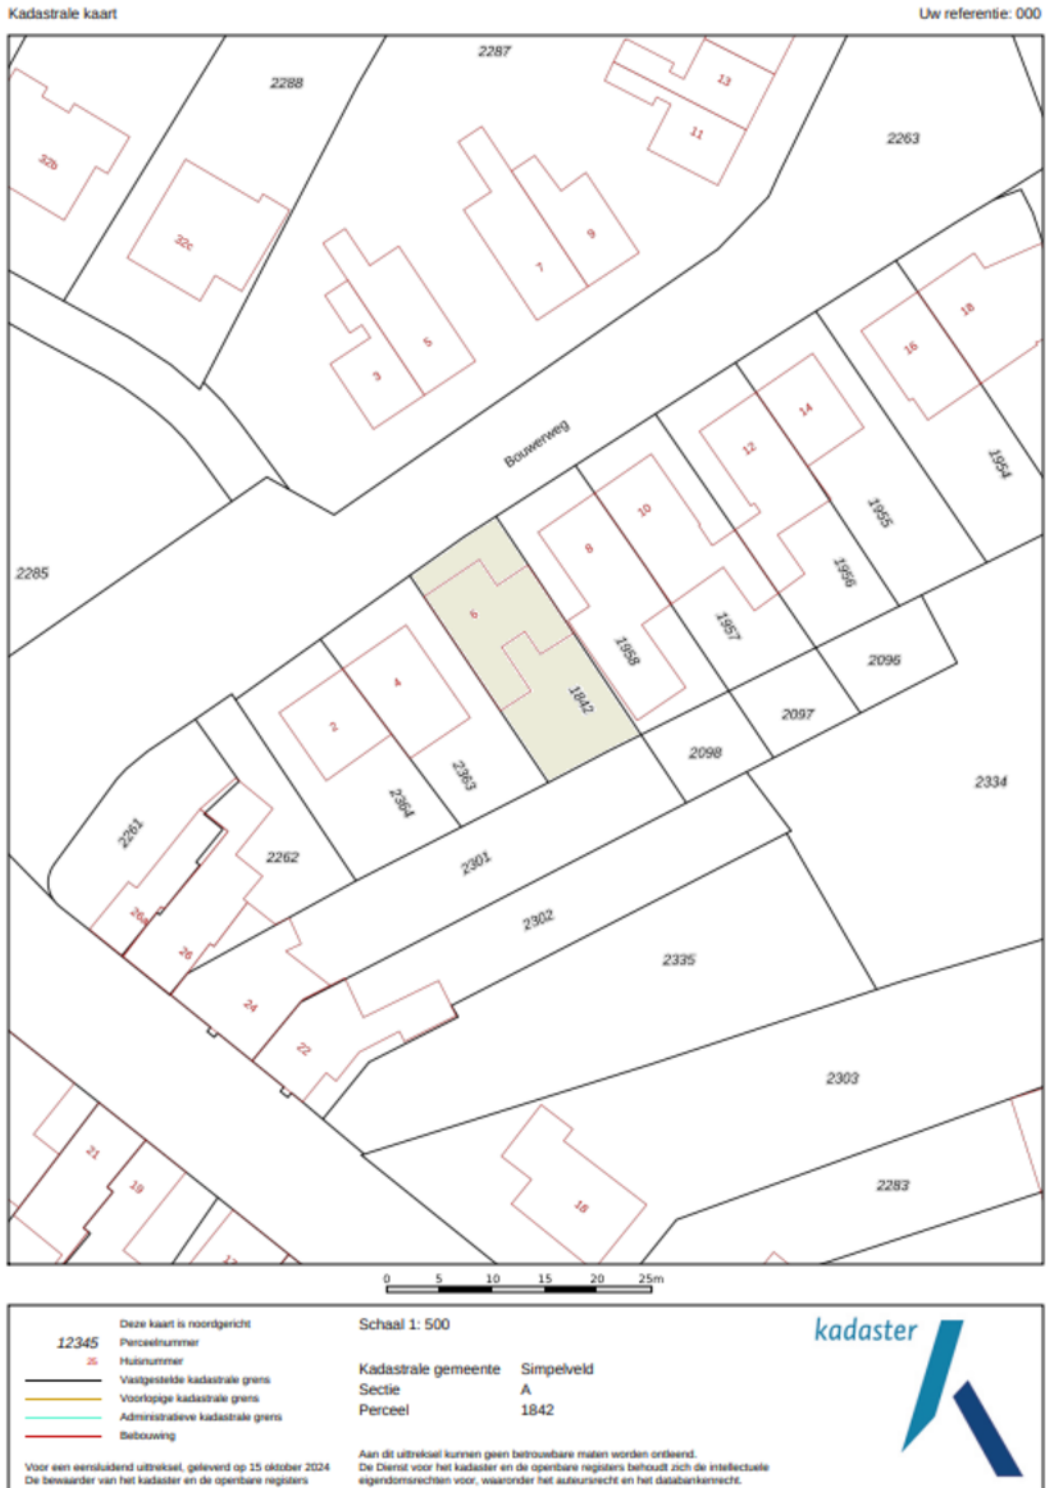 Kadastrale kaart Uw referentie: 000
2287
2288
13
11
2263
32b
32c
9
7
5
3
18
16
14
12
Bouwerweg
10
1954
1955
8
1956
2285
6
1957
1958
2096
4
1842
2097
2
2098
2363
2364
2334
2261
2262
2301
26a
2302
26
2335
24
22
2303
21
19
18
2283
17
0 5 10 15 20 25m
Deze kaart is noordgericht
12345 Perceelnummer
25 Huisnummer
Vastgestelde kadastrale grens
Voorlopige kadastrale grens
Administratieve kadastrale grens
Bebouwing
Voor een eensluidend uittreksel, geleverd op 15 oktober 2024
De bewaarder van het kadaster en de openbare registers
Schaal 1: 500
Kadastrale gemeente Simpelveld
Sectie A
Perceel 1842
Aan dit uittreksel kunnen geen betrouwbare maten worden ontleend.
De Dienst voor het kadaster en de openbare registers behoudt zich de intellectuele
eigendomsrechten voor, waaronder het auteursrecht en het databankenrecht.
kadaster